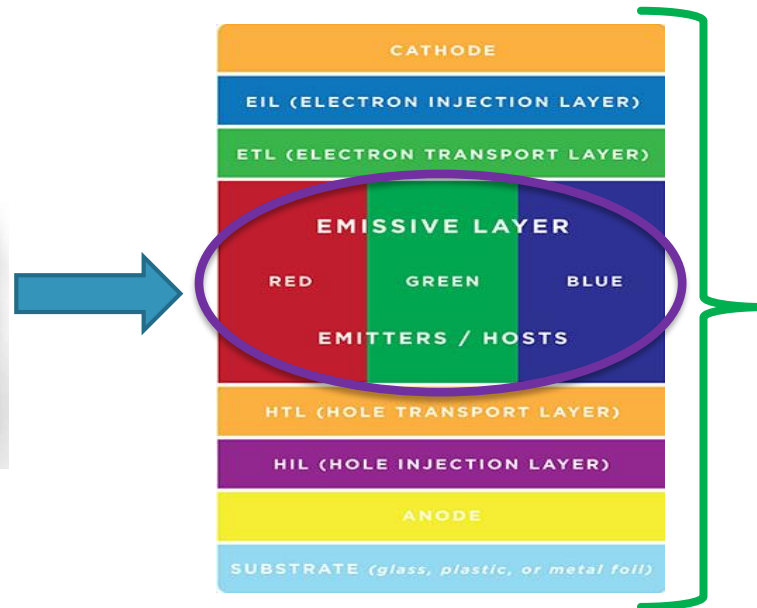 CATHODE
EIL (ELECTRON INJECTION LAYER)
ETL (ELECTRON TRANSPORT LAYER)
EMISSIVE LAYER
RED GREEN BLUE
EMITTERS / HOSTS
HTL (HOLE TRANSPORT LAYER)
HIL (HOLE INJECTION LAYER)
ANODE
SUBSTRATE (glass, plastic, or metal foil)